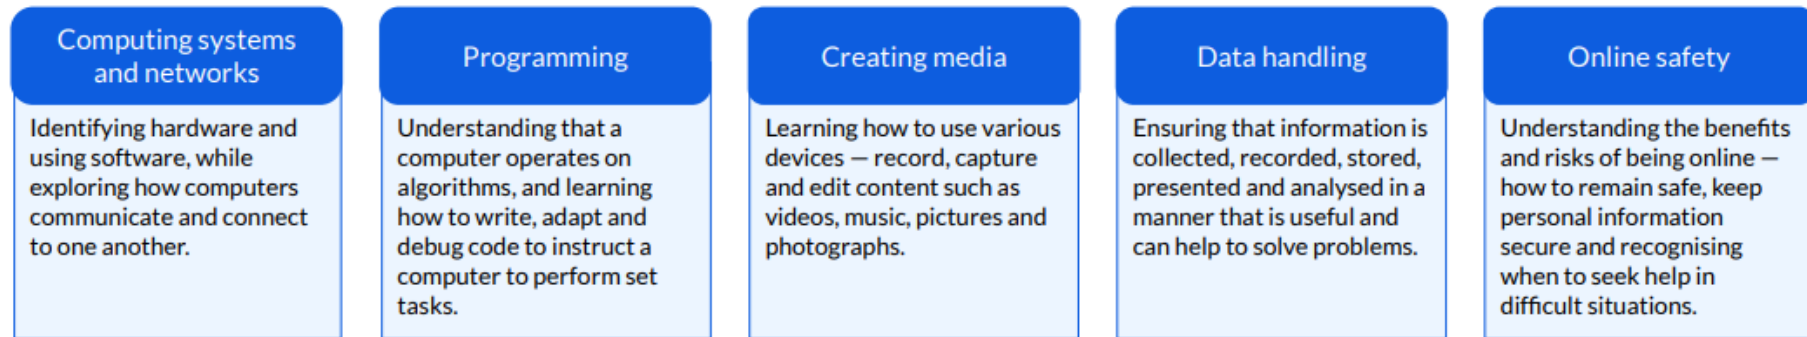 Computing systems
and networks
Identifying hardware and
using software, while
exploring how computers
communicate and connect
to one another.
Programming
Understanding that a
computer operates on
algorithms, and learning
how to write, adapt and
debug code to instruct a
computer to perform set
tasks.
Creating media
Learning how to use various
devices — record, capture
and edit content such as
videos, music, pictures and
photographs.
Data handling
Ensuring that information is
collected, recorded, stored,
presented and analysed in a
manner that is useful and
can help to solve problems.
Online safety
Understanding the benefits
and risks of being online —
how to remain safe, keep
personal information
secure and recognising
when to seek help in
difficult situations.